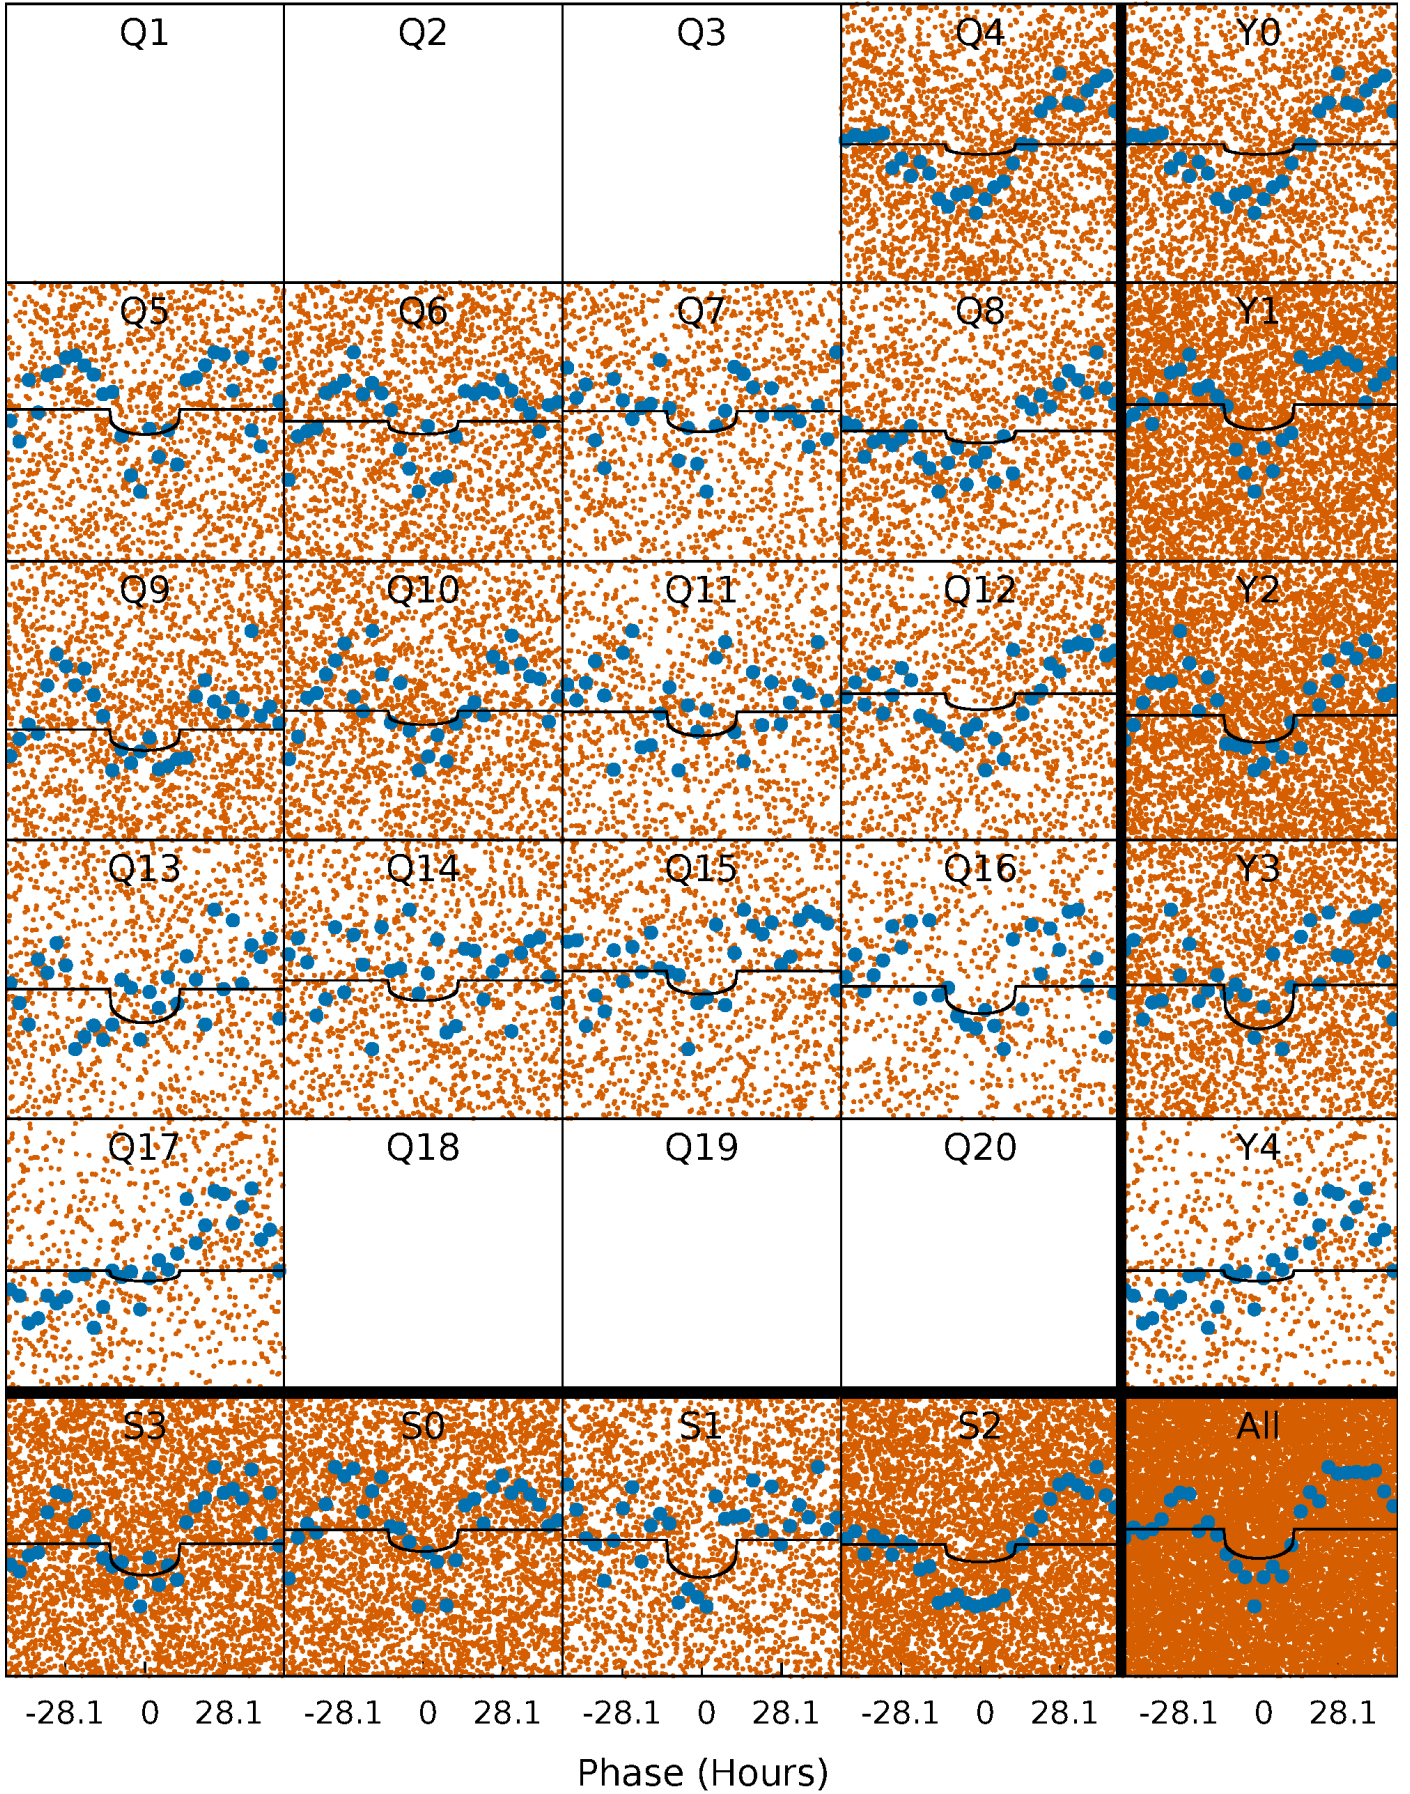 Q1 Q2 Q3 Q4 Y0
Q5 Q6 Q7 Q8 Y1
Q9 Q10 Q11 Q12 Y2
Q13 Q14 Q15 Q16 Y3
Q17 Q18 Q19 Q20 Y4
S3 S0 S1 S2 All
-28.1 0 28.1 -28.1 0 28.1 -28.1 0 28.1 -28.1 0 28.1 -28.1 0 28.1
Phase (Hours)